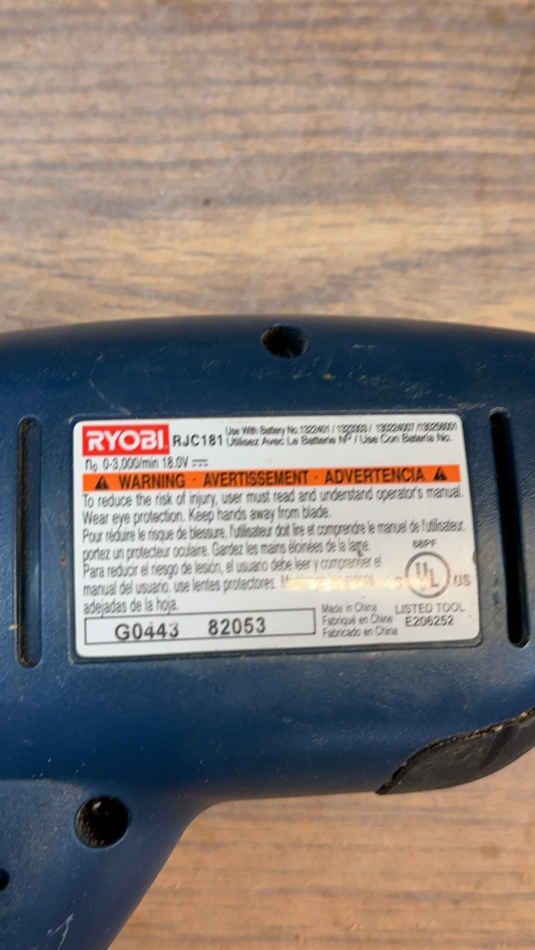 RYOBI RJC181 Use With Battery No. 1322401 / 1323303 / 130224007 /130256001
Utilisez Avec La Batterie Nº / Use Con Batería No.
n₀ 0-3,000/min 18.0V ⎓
WARNING · AVERTISSEMENT · ADVERTENCIA
To reduce the risk of injury, user must read and understand operator's manual.
Wear eye protection. Keep hands away from blade.
Pour réduire le risque de blessure, l'utilisateur doit lire et comprendre le manuel de l'utilisateur,
portez un protecteur oculaire. Gardez les mains éloinées de la lame.
Para reducir el riesgo de lesión, el usuario debe leer y comprender el
manual del usuario, use lentes protectores.
adejadas de la hoja.
68PF
UL US
LISTED TOOL
E206252
Made in China
Fabriqué en Chine
Fabricado en China
G0443 82053